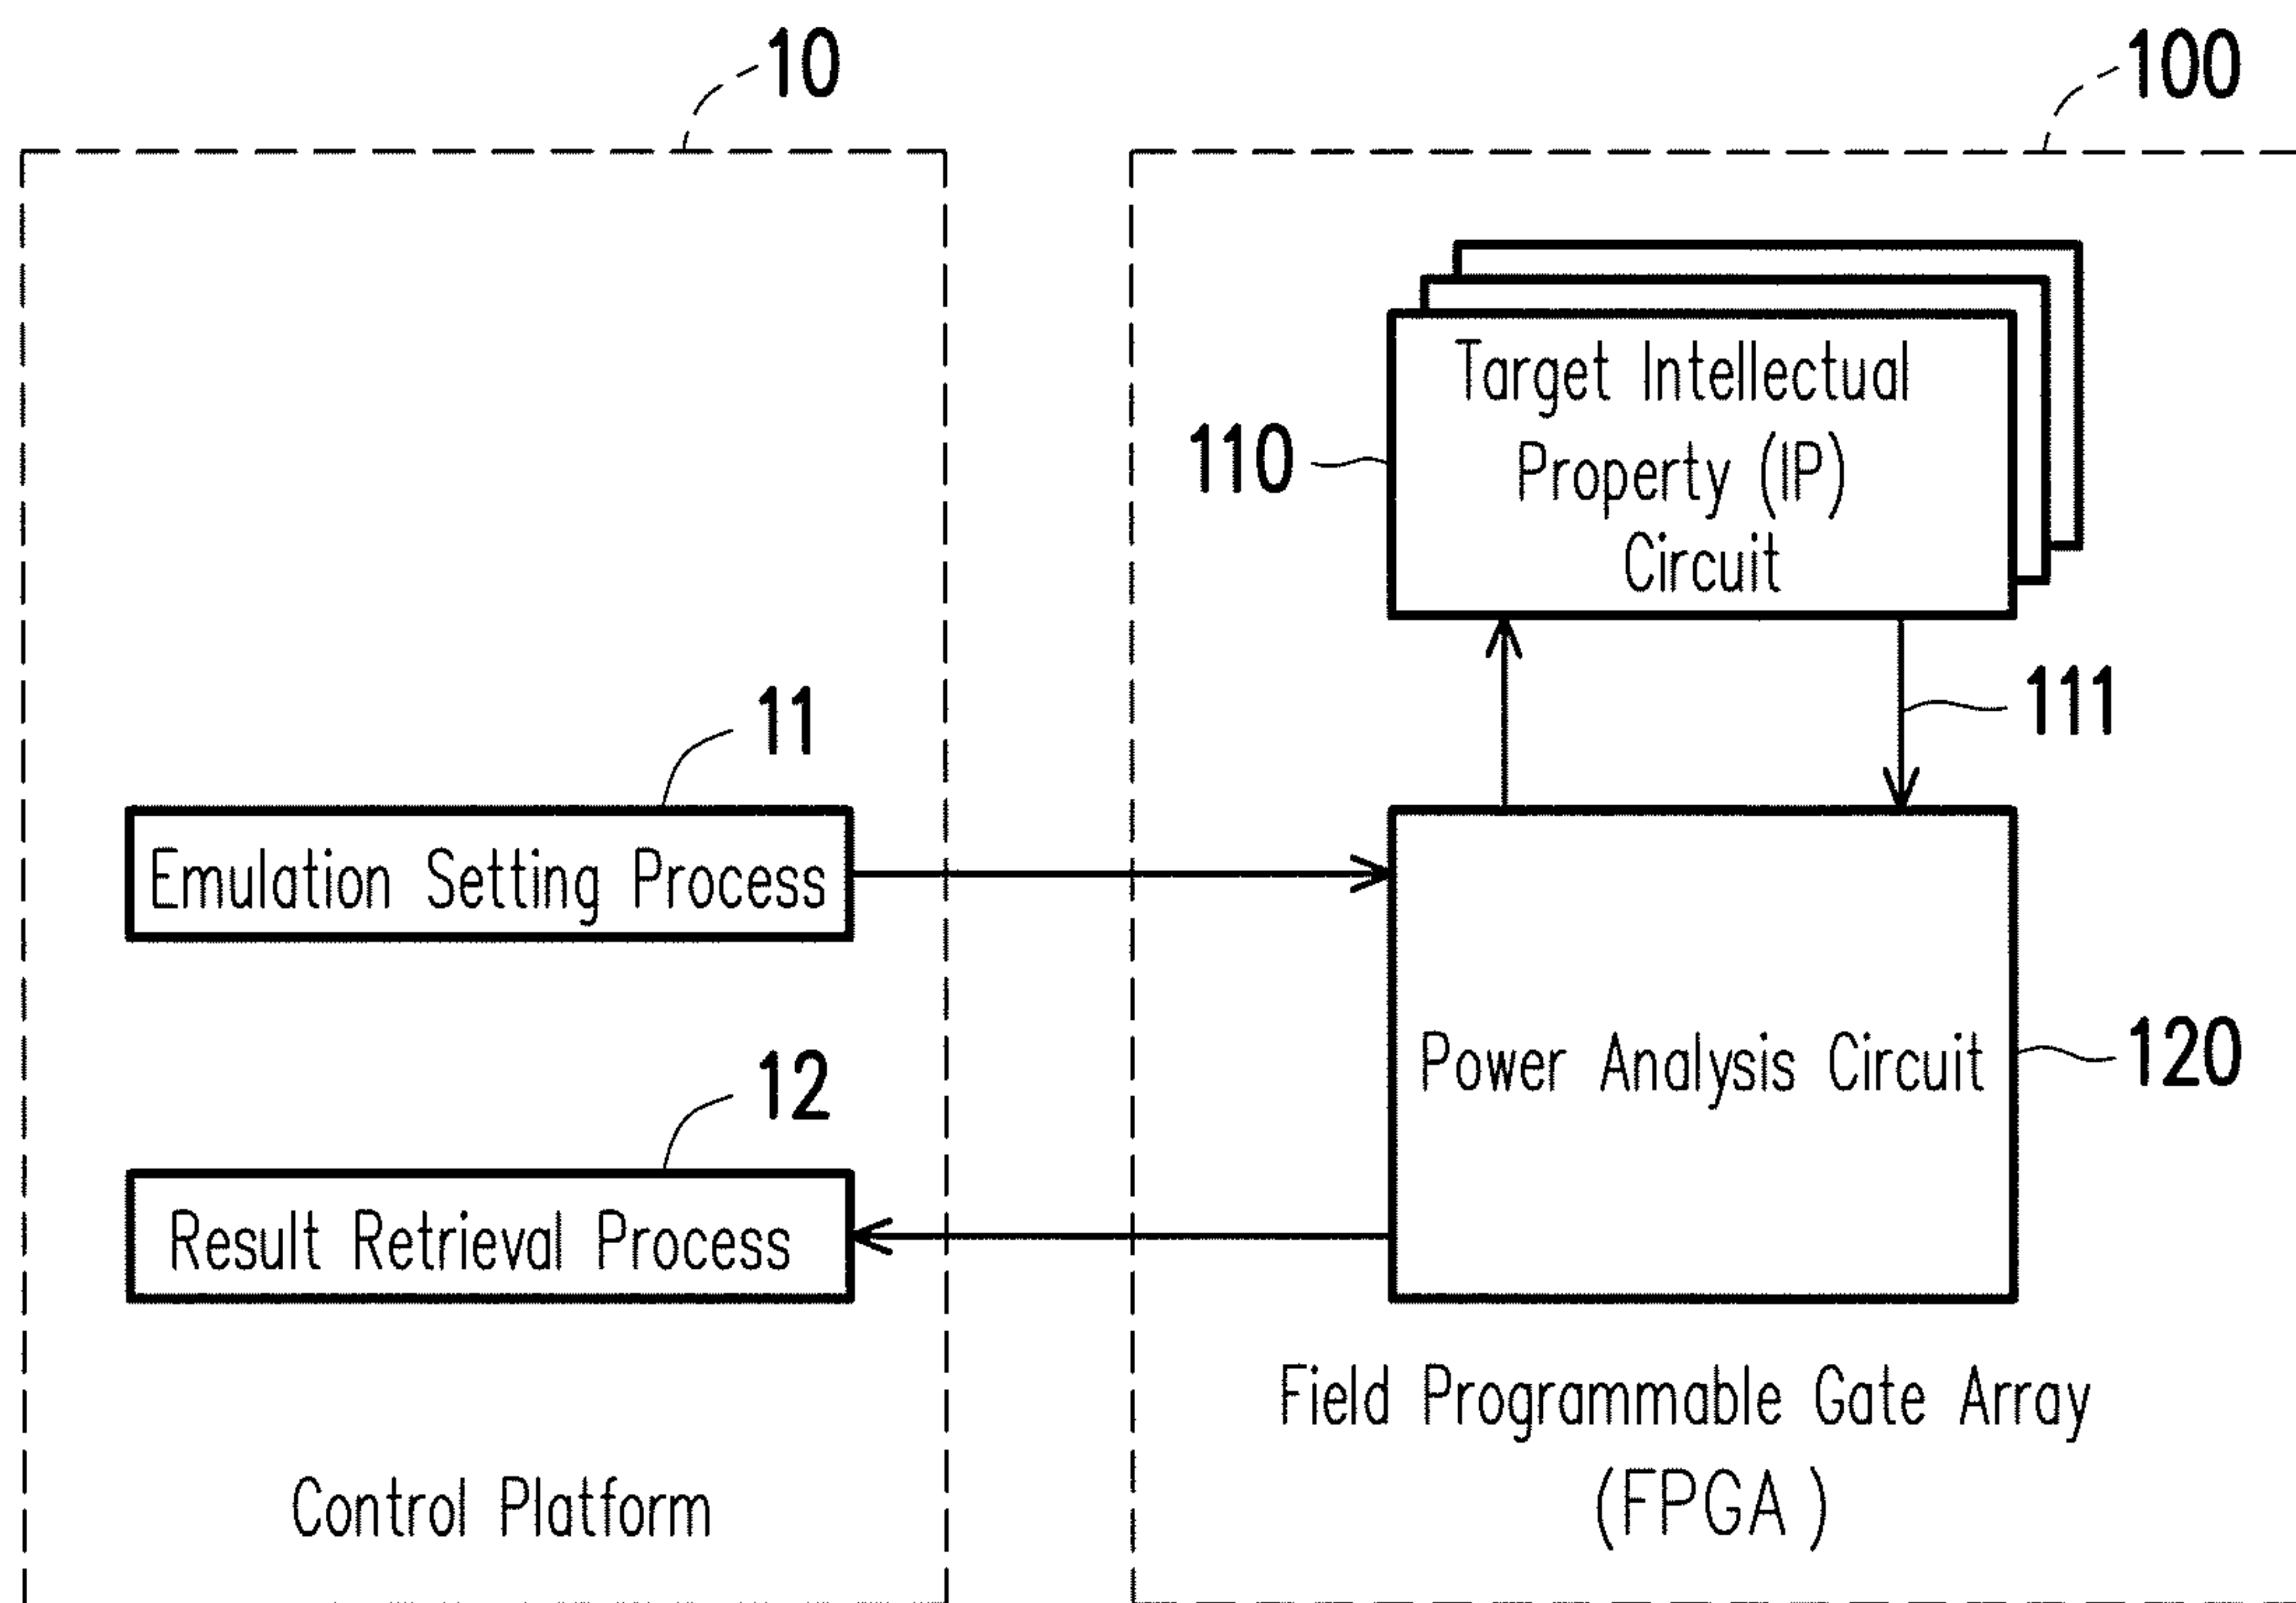 10
100
Target Intellectual
Property (IP)
Circuit
110
111
11
Emulation Setting Process
12
Result Retrieval Process
Power Analysis Circuit
120
Field Programmable Gate Array
(FPGA )
Control Platform